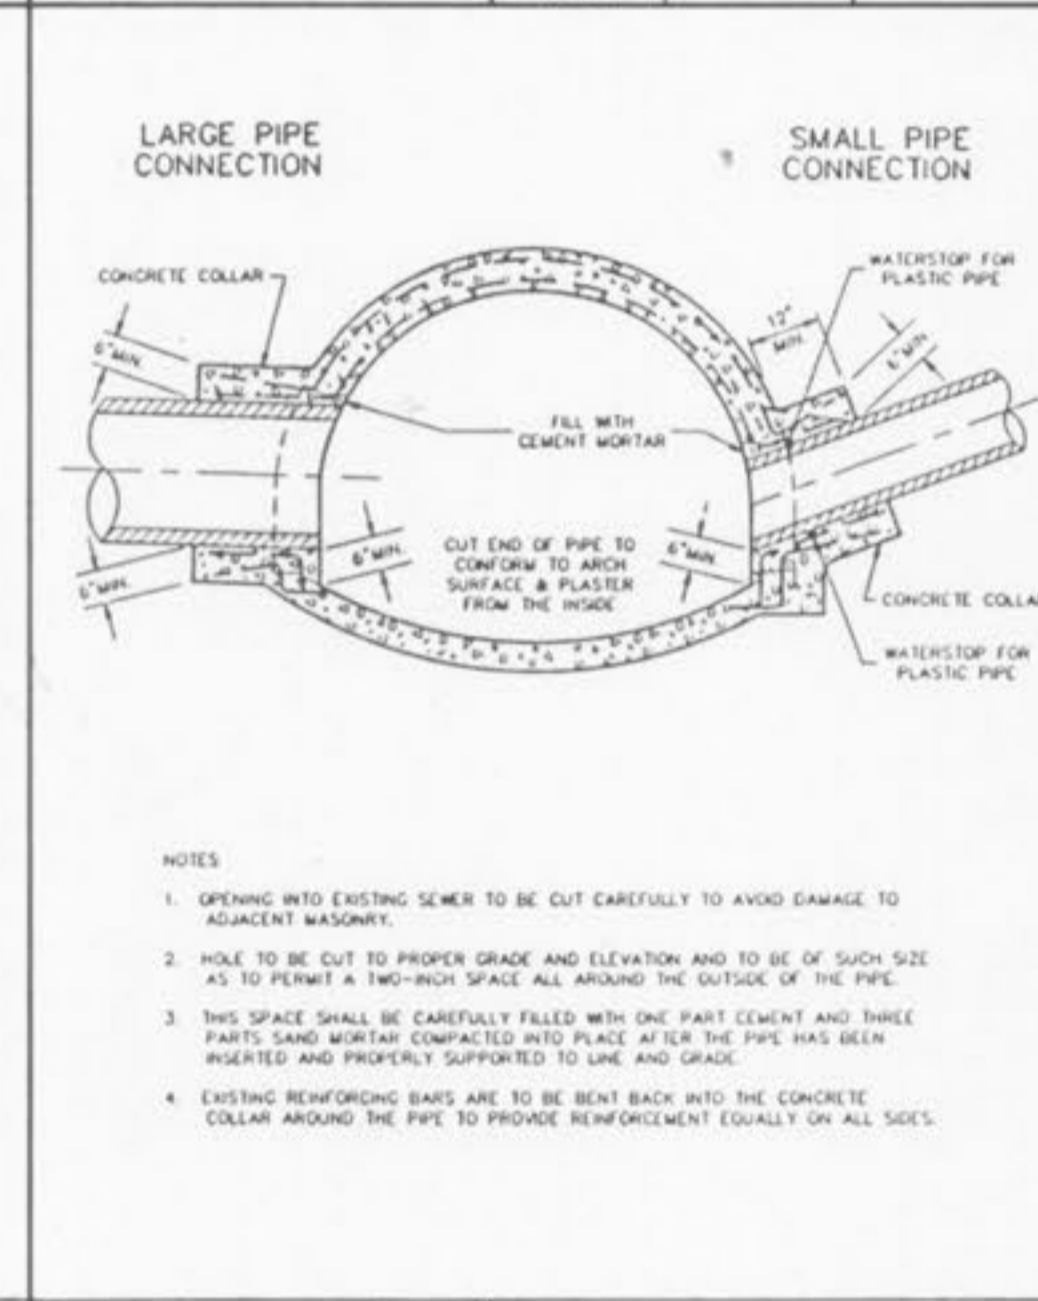 LARGE PIPE
CONNECTION
SMALL PIPE
CONNECTION
CONCRETE COLLAR
WATERSTOP FOR
PLASTIC PIPE
6" MIN.
12"
MIN.
6" MIN.
FILL WITH
CEMENT MORTAR
6" MIN.
6" MIN.
CUT END OF PIPE TO
CONFORM TO ARCH
SURFACE & PLASTER
FROM THE INSIDE
6" MIN.
CONCRETE COLLA
WATERSTOP FOR
PLASTIC PIPE
NOTES
1. OPENING INTO EXISTING SEWER TO BE CUT CAREFULLY TO AVOID DAMAGE TO
ADJACENT MASONRY.
2. HOLE TO BE CUT TO PROPER GRADE AND ELEVATION AND TO BE OF SUCH SIZE
AS TO PERMIT A TWO-INCH SPACE ALL AROUND THE OUTSIDE OF THE PIPE.
3. THIS SPACE SHALL BE CAREFULLY FILLED WITH ONE PART CEMENT AND THREE
PARTS SAND MORTAR COMPACTED INTO PLACE AFTER THE PIPE HAS BEEN
INSERTED AND PROPERLY SUPPORTED TO LINE AND GRADE
4. EXISTING REINFORCING BARS ARE TO BE BENT BACK INTO THE CONCRETE
COLLAR AROUND THE PIPE TO PROVIDE REINFORCEMENT EQUALLY ON ALL SIDES.